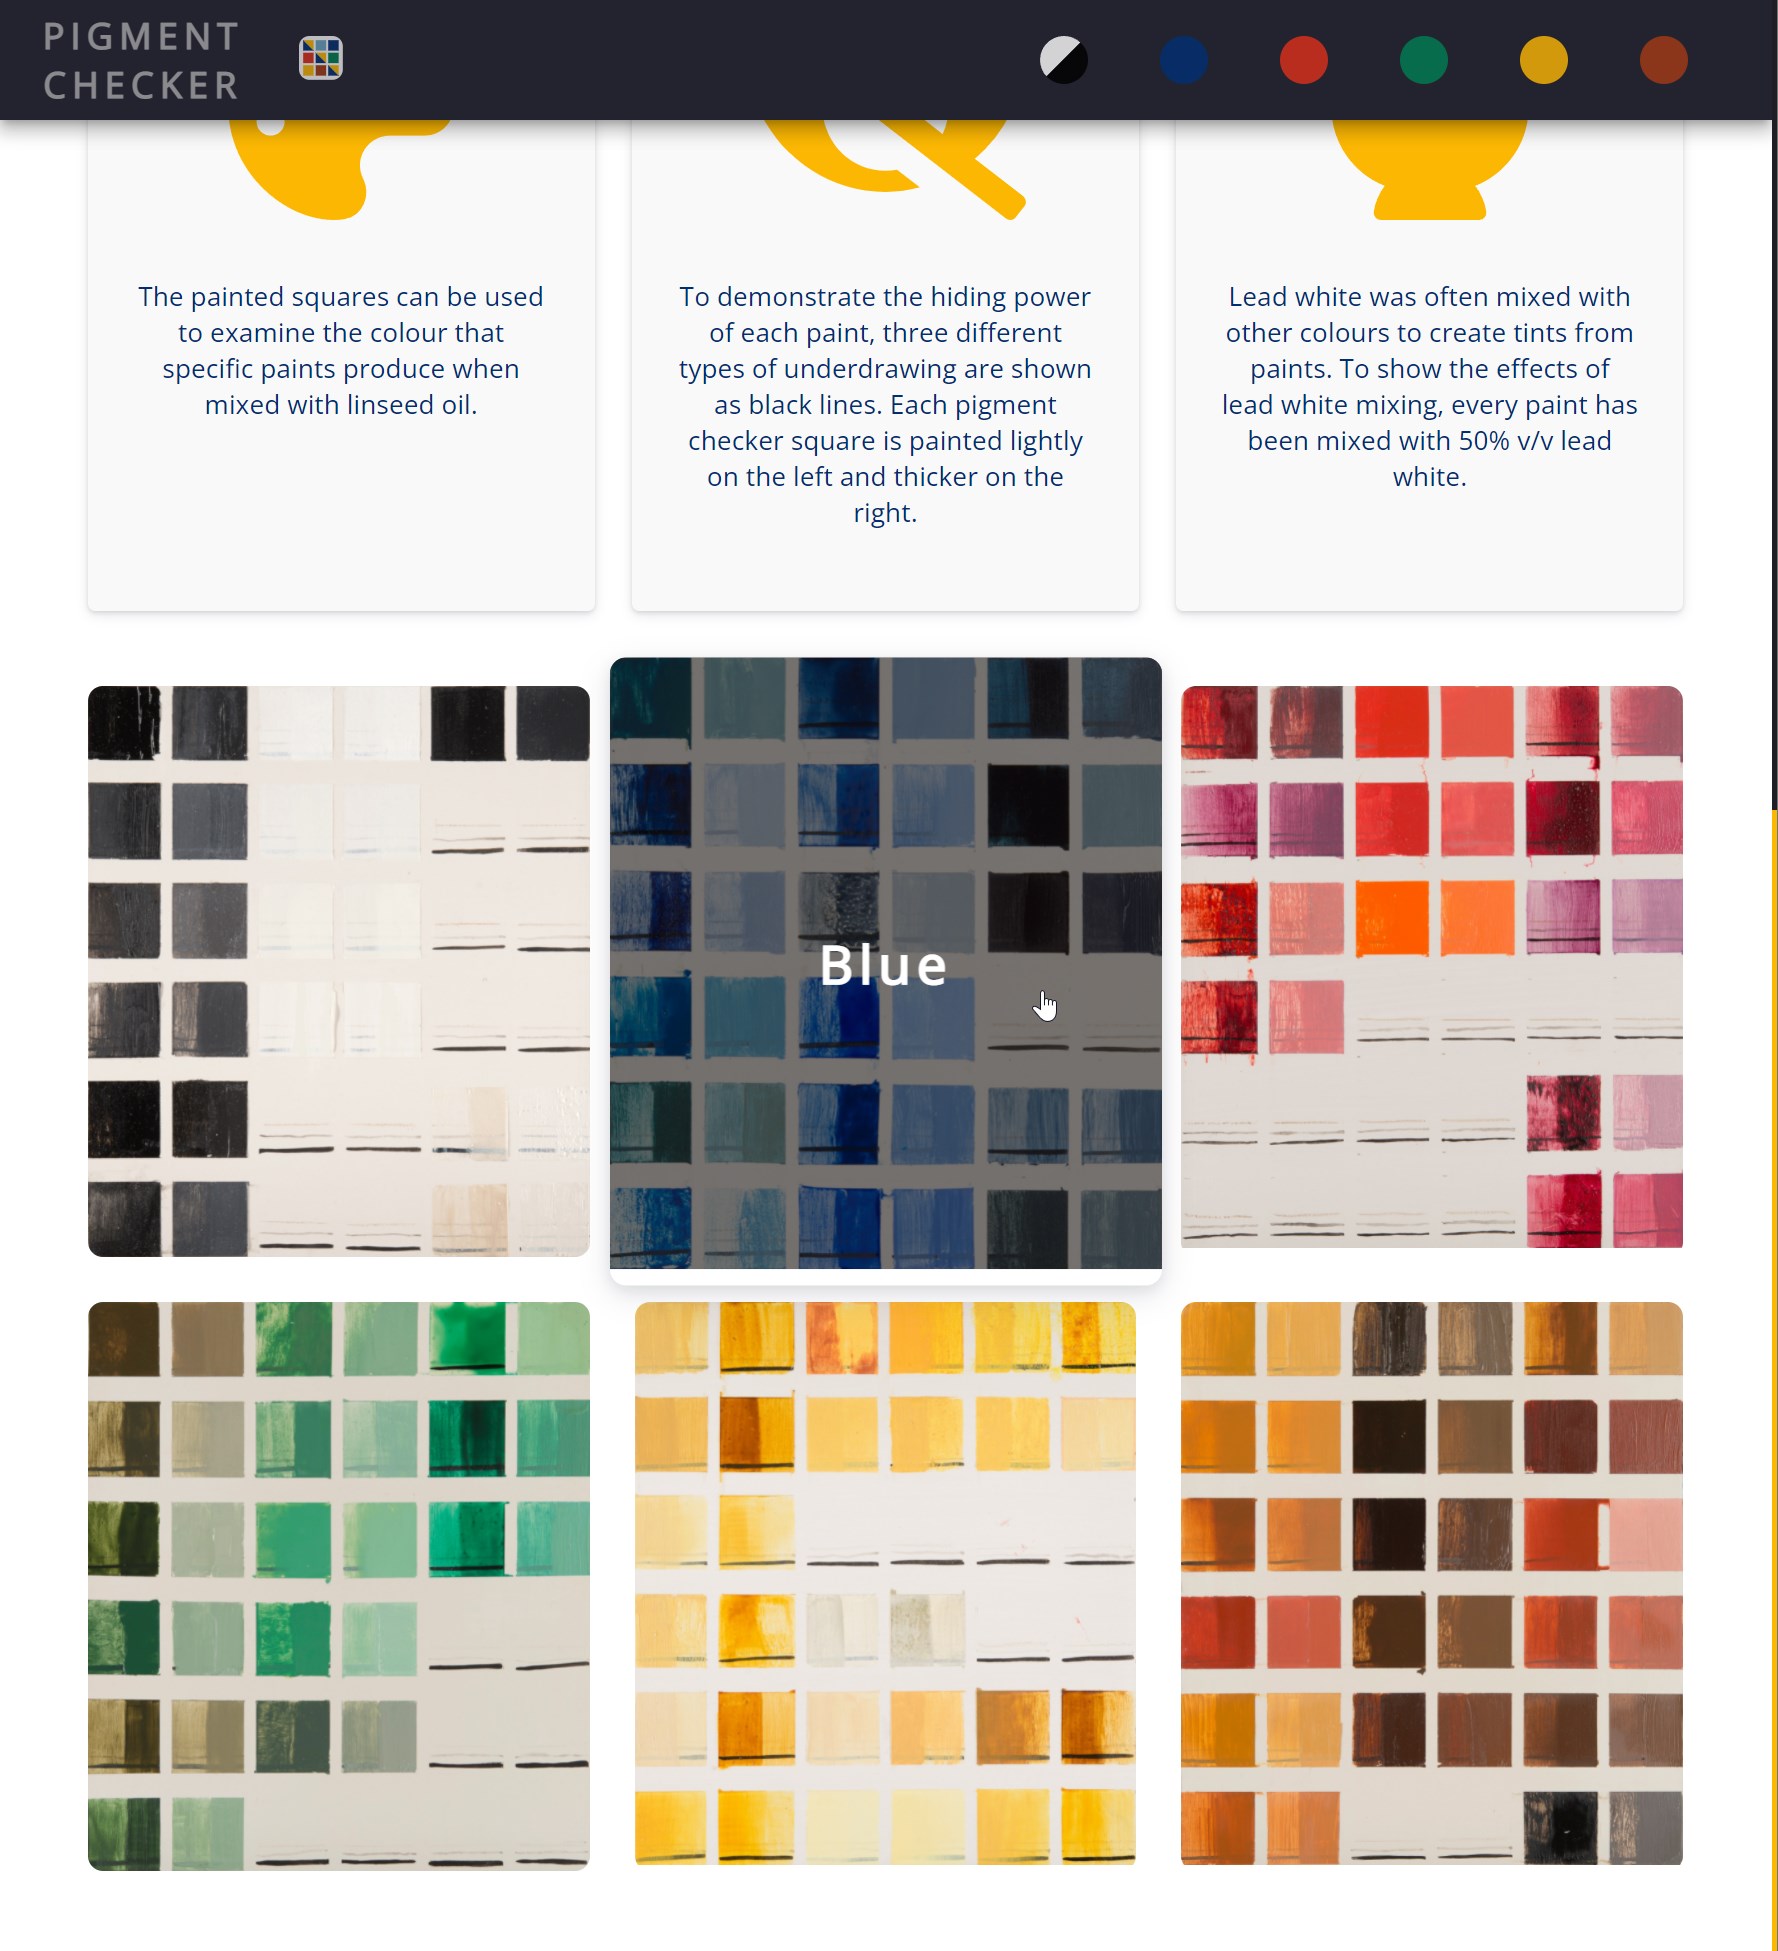 PIGMENT
CHECKER
The painted squares can be used
to examine the colour that
specific paints produce when
mixed with linseed oil.
To demonstrate the hiding power
of each paint, three different
types of underdrawing are shown
as black lines. Each pigment
checker square is painted lightly
on the left and thicker on the
right.
Lead white was often mixed with
other colours to create tints from
paints. To show the effects of
lead white mixing, every paint has
been mixed with 50% v/v lead
white.
Blue